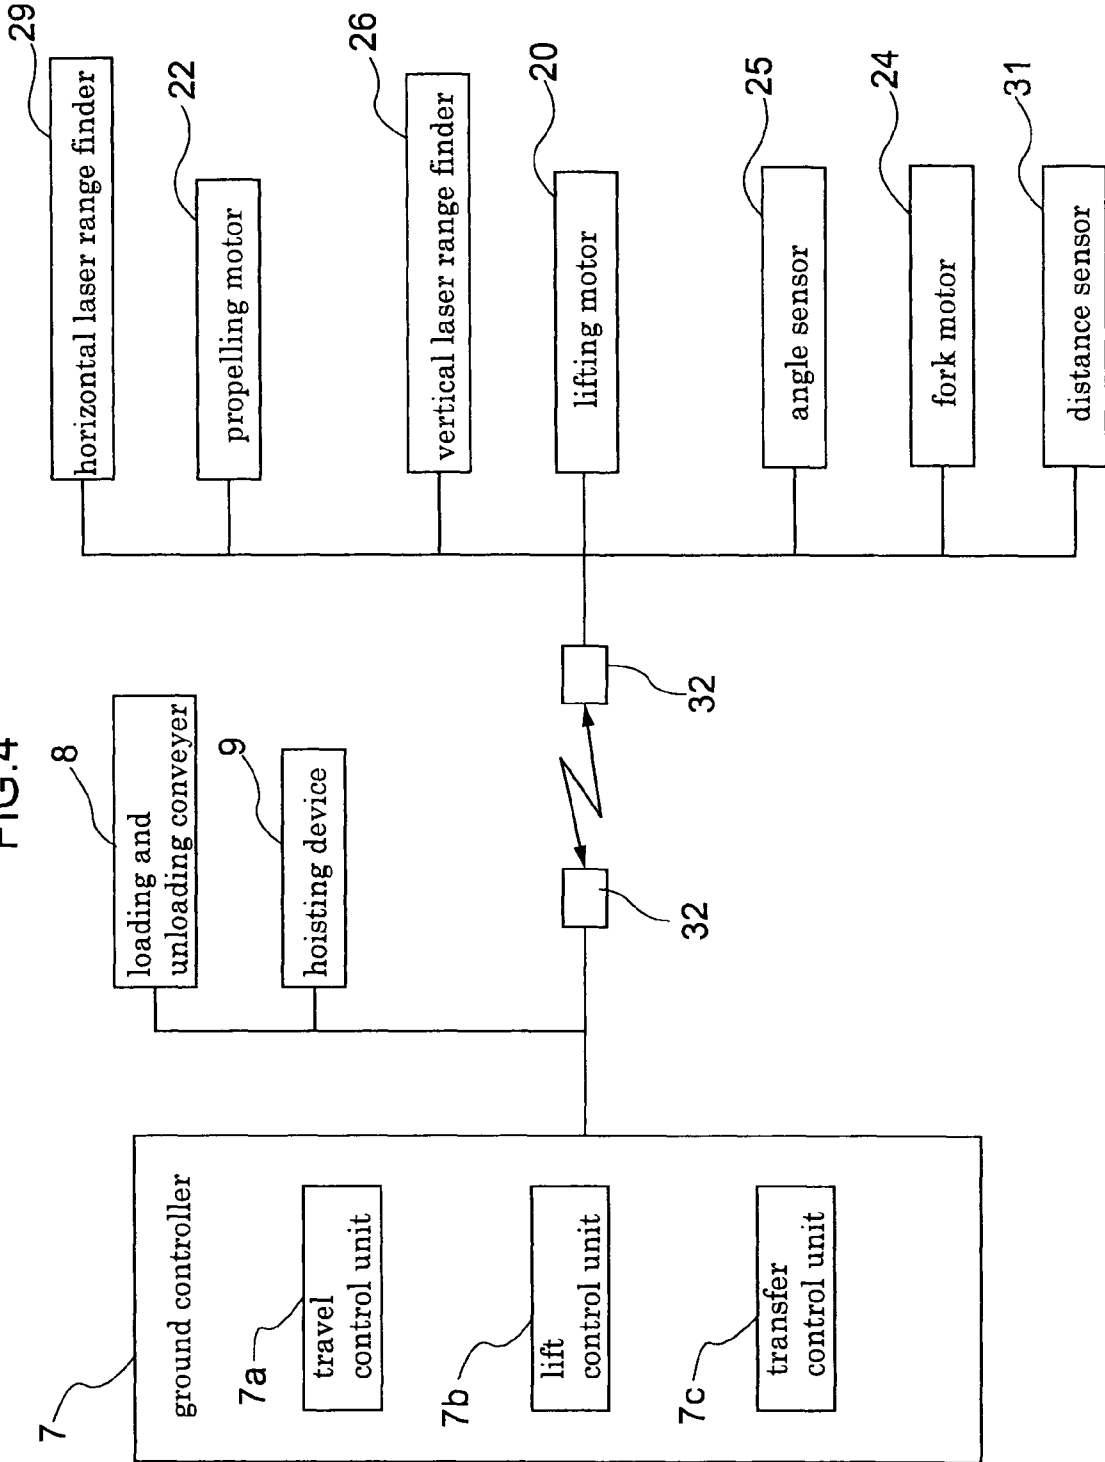 FIG.4
7
ground controller
7a
travel
control unit
7b
lift
control unit
7c
transfer
control unit
8
loading and
unloading conveyer
9
hoisting device
32
32
29
horizontal laser range finder
22
propelling motor
26
vertical laser range finder
20
lifting motor
25
angle sensor
24
fork motor
31
distance sensor